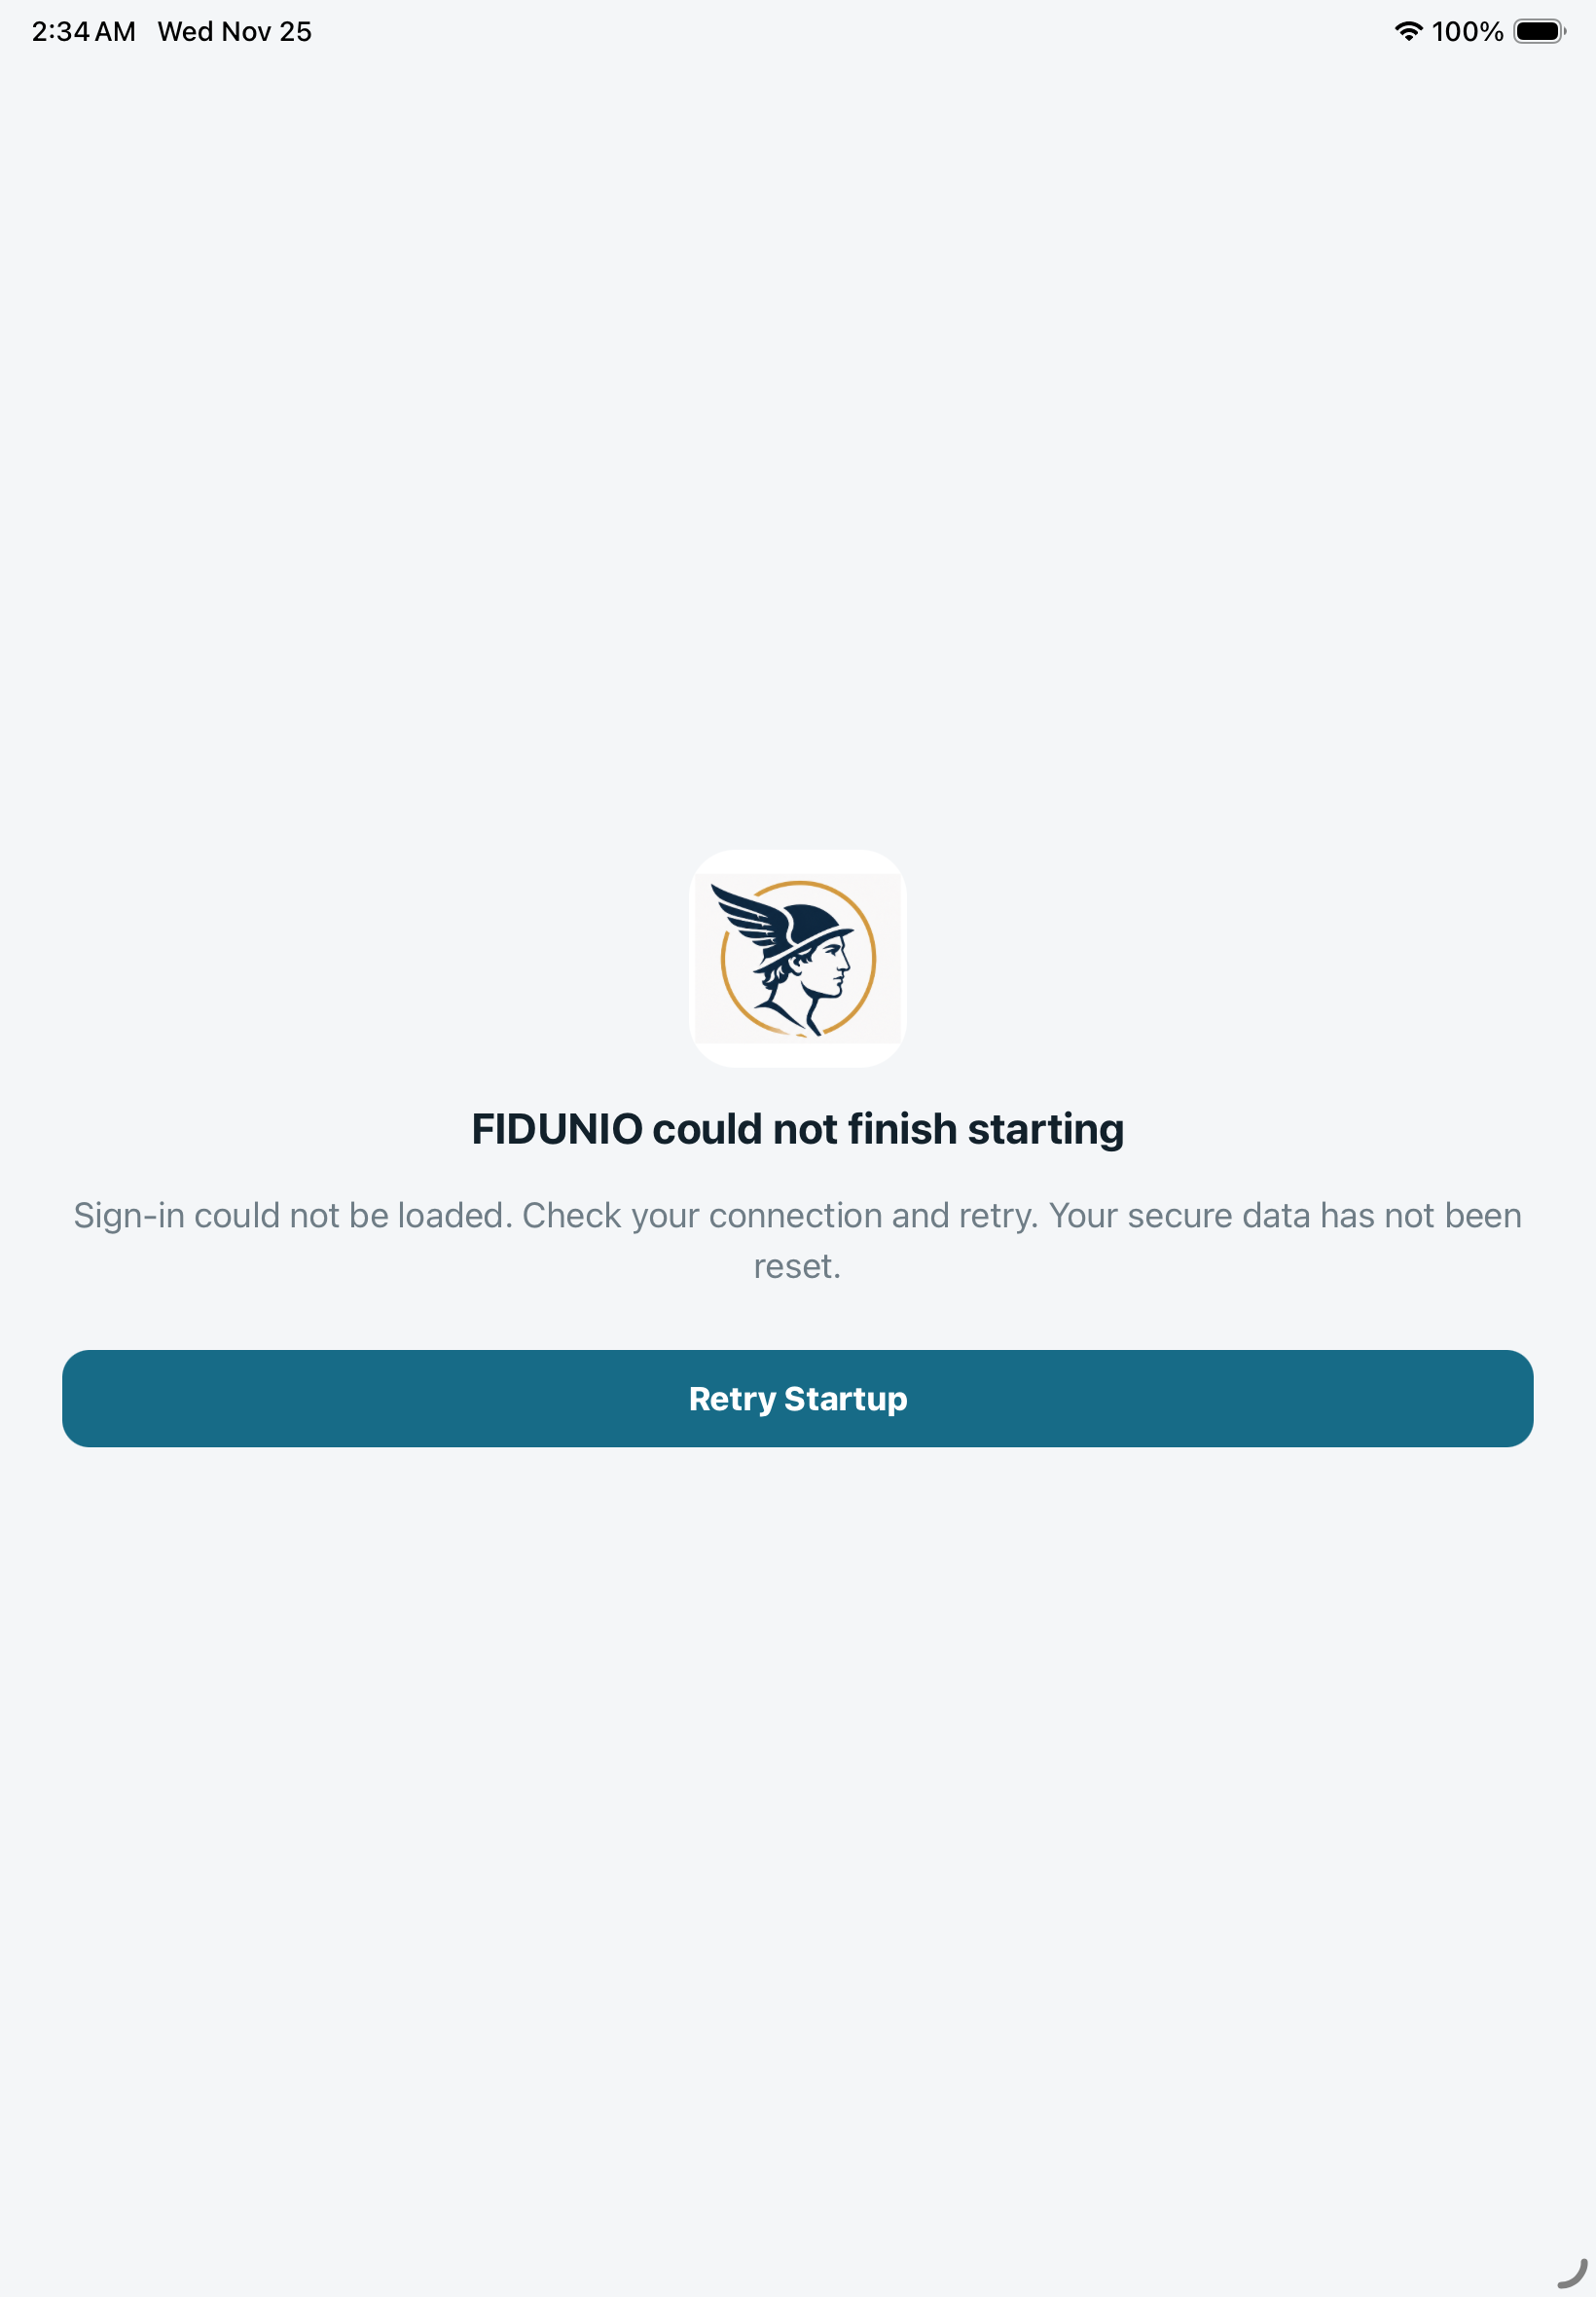 2:34 AM Wed Nov 25
100%
FIDUNIO could not finish starting
Sign-in could not be loaded. Check your connection and retry. Your secure data has not been
reset.
Retry Startup